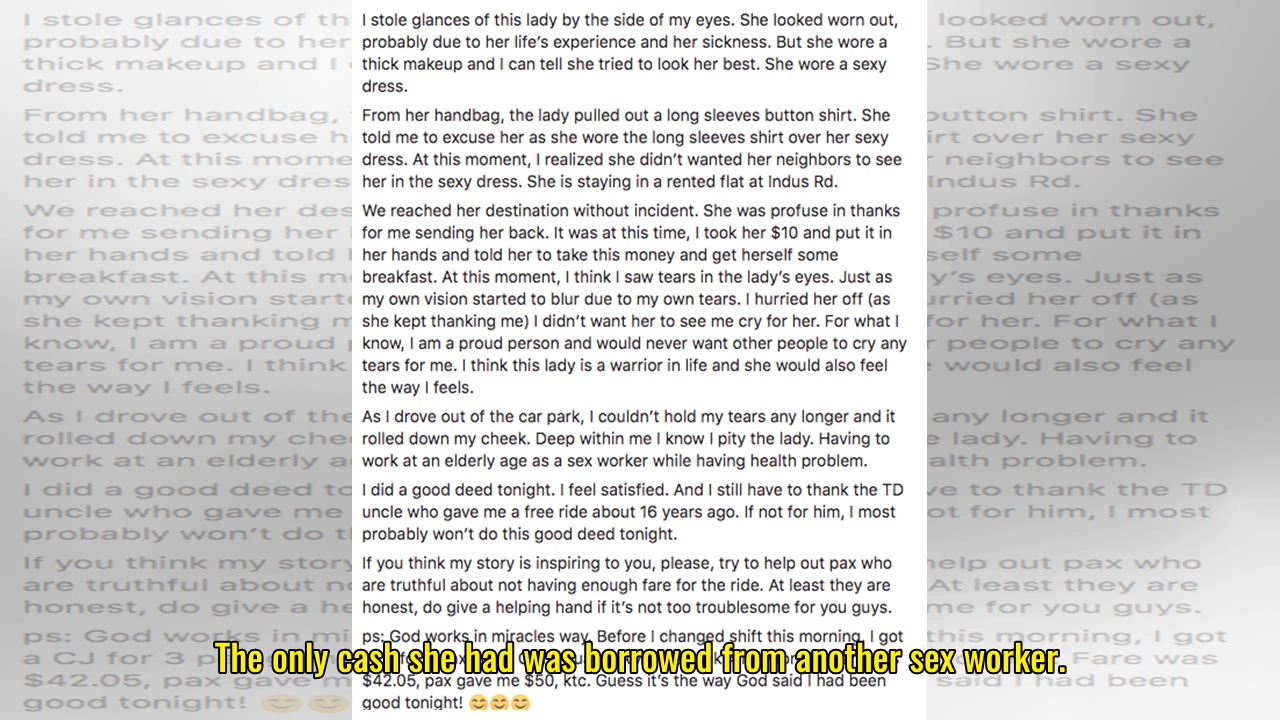 I stole glances of this lady by the side of my eyes. She looked worn out,
probably due to her life's experience and her sickness. But she wore a
thick makeup and I can tell she tried to look her best. She wore a sexy
dress.
From her handbag, the lady pulled out a long sleeves button shirt. She
told me to excuse her as she wore the long sleeves shirt over her sexy
dress. At this moment, I realized she didn't wanted her neighbors to see
her in the sexy dress. She is staying in a rented flat at Indus Rd.
We reached her destination without incident. She was profuse in thanks
for me sending her back. It was at this time, I took her $10 and put it in
her hands and told her to take this money and get herself some
breakfast. At this moment, I think I saw tears in the lady's eyes. Just as
my own vision started to blur due to my own tears. I hurried her off (as
she kept thanking me) I didn't want her to see me cry for her. For what I
know, I am a proud person and would never want other people to cry any
tears for me. I think this lady is a warrior in life and she would also feel
the way I feels.
As I drove out of the car park, I couldn't hold my tears any longer and it
rolled down my cheek. Deep within me I know I pity the lady. Having to
work at an elderly age as a sex worker while having health problem.
I did a good deed tonight. I feel satisfied. And I still have to thank the TD
uncle who gave me a free ride about 16 years ago. If not for him, I most
probably won't do this good deed tonight.
If you think my story is inspiring to you, please, try to help out pax who
are truthful about not having enough fare for the ride. At least they are
honest, do give a helping hand if it's not too troublesome for you guys.
ps: God works in miracles way. Before I changed shift this morning, I got
The only cash she had was borrowed from another sex worker.
$42.05, pax gave me $50, ktc. Guess it's the way God said I had been
good tonight! 😊😊😊